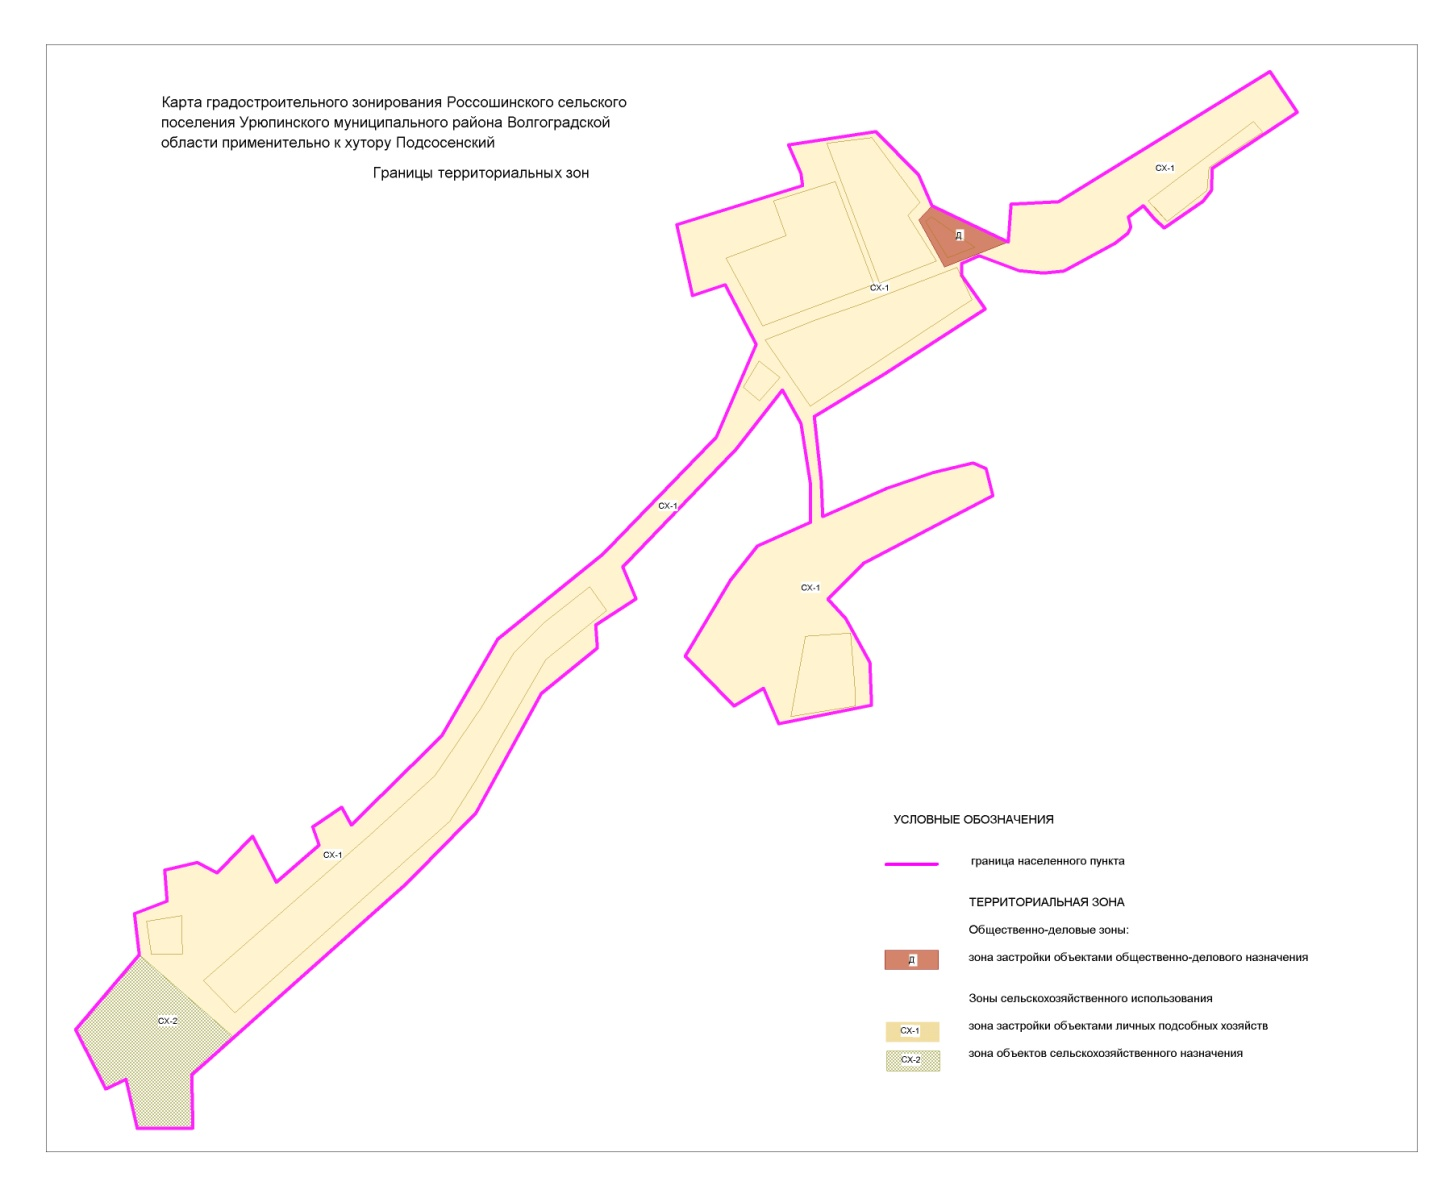 Карта градостроительного зонирования Россошинского сельского
поселения Урюпинского муниципального района Волгоградской
области применительно к хутору Подсосенский
Границы территориальных зон
СХ-1
Д
СХ-1
СХ-1
СХ-1
СХ-1
СХ-2
УСЛОВНЫЕ ОБОЗНАЧЕНИЯ
граница населенного пункта
ТЕРРИТОРИАЛЬНАЯ ЗОНА
Общественно-деловые зоны:
Д зона застройки объектами общественно-делового назначения
Зоны сельскохозяйственного использования
СХ-1 зона застройки объектами личных подсобных хозяйств
СХ-2 зона объектов сельскохозяйственного назначения